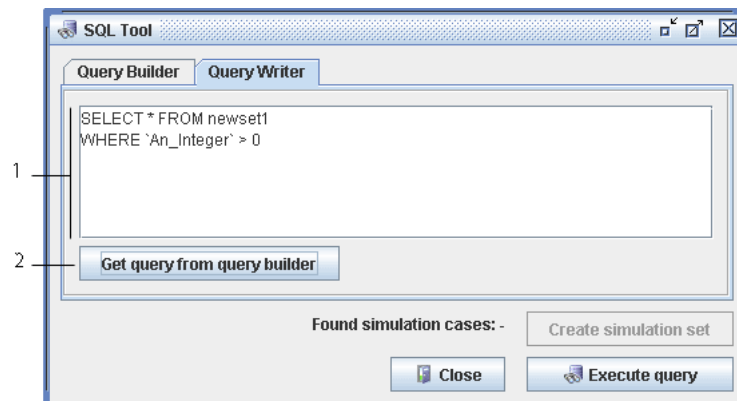 SQL Tool
Query Builder Query Writer
SELECT * FROM newset1
WHERE `An_Integer` > 0
1
2
Get query from query builder
Found simulation cases: -
Create simulation set
Close
Execute query